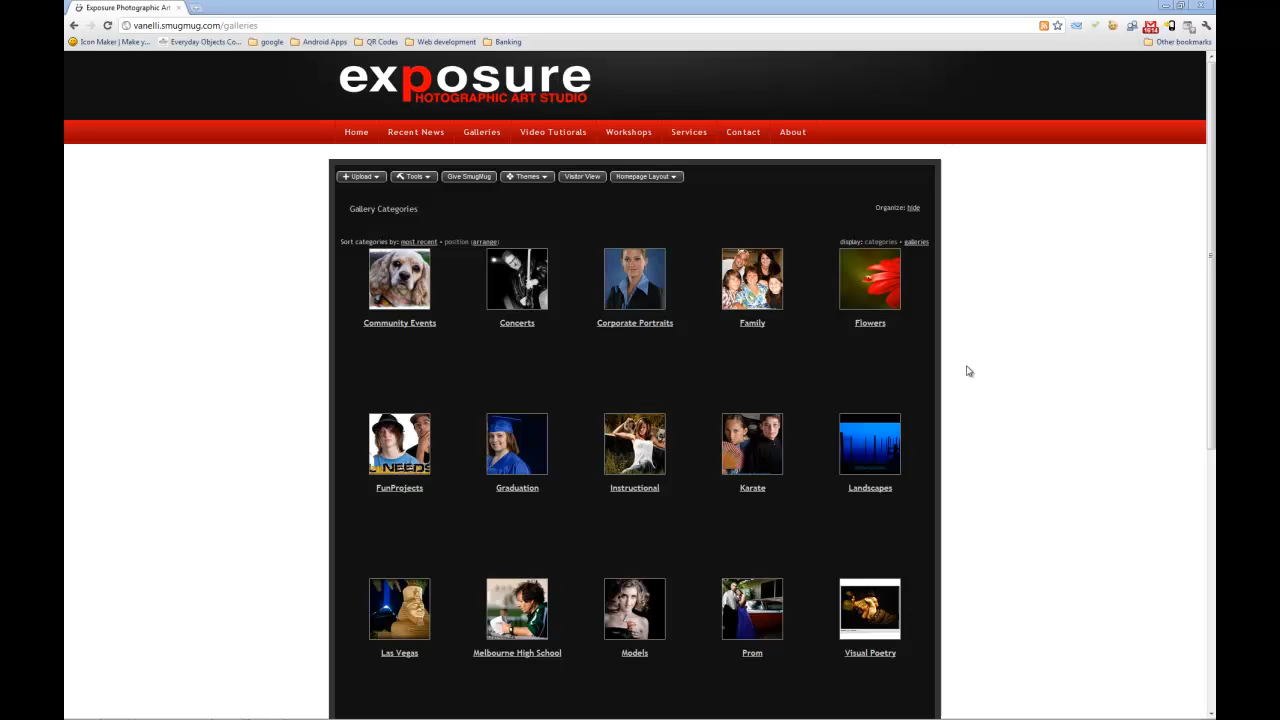 Exposure Photographic Art
vanelli.smugmug.com/galleries
1614
Icon Maker | Make y... Everyday Objects Co... google Android Apps QR Codes Web development Banking Other bookmarks
exposure
PHOTOGRAPHIC ART STUDIO
Home Recent News Galleries Video Tutorials Workshops Services Contact About
Upload Tools Give SmugMug Themes Visitor View Homepage Layout
Gallery Categories Organize: hide
Sort categories by: most recent • position (arrange) display: categories • galleries
Community Events Concerts Corporate Portraits Family Flowers
NEEDS
FunProjects Graduation Instructional Karate Landscapes
Las Vegas Melbourne High School Models Prom Visual Poetry